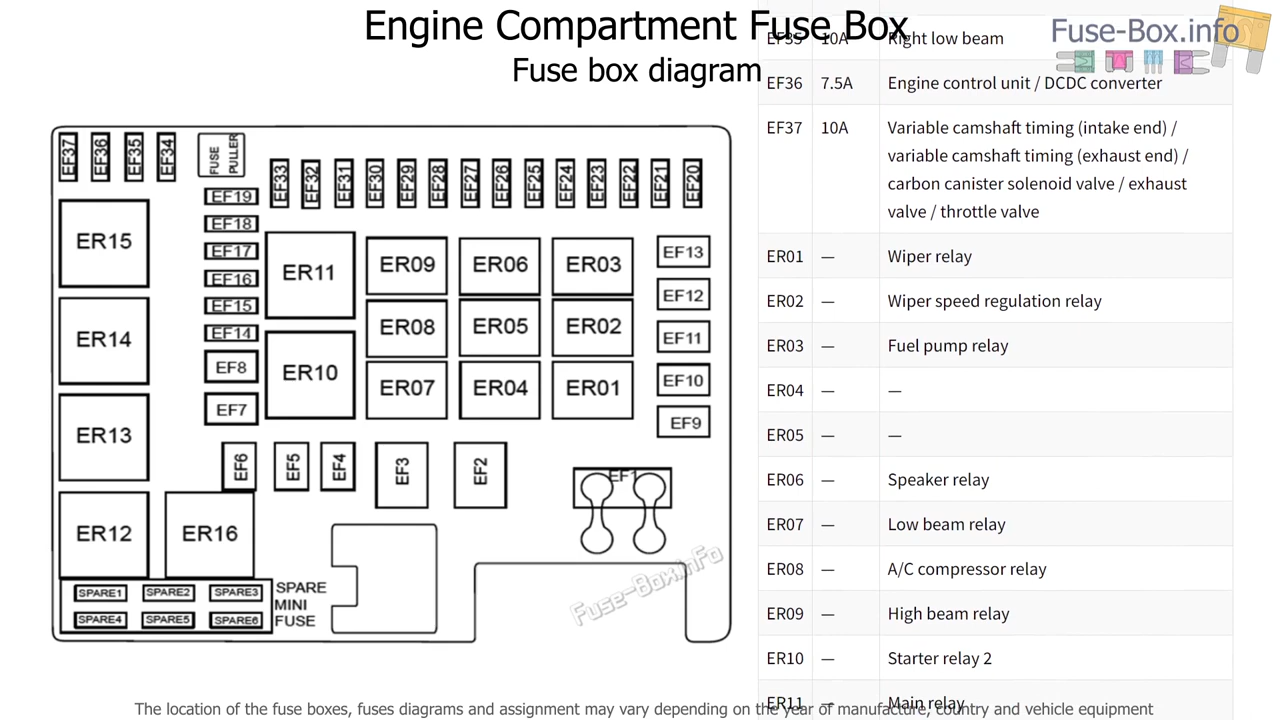 Engine Compartment Fuse Box
Fuse box diagram
Fuse-Box.info
EF37
EF36
EF35
EF34
FUSE
PULLER
EF33
EF32
EF31
EF30
EF29
EF28
EF27
EF26
EF25
EF24
EF23
EF22
EF21
EF20
EF19
EF18
EF17
EF16
EF15
EF14
EF8
EF7
ER15
ER14
ER13
ER12
ER16
ER11
ER10
ER09
ER06
ER03
ER08
ER05
ER02
ER07
ER04
ER01
EF13
EF12
EF11
EF10
EF9
EF6
EF5
EF4
EF3
EF2
EF1
SPARE1 SPARE2 SPARE3
SPARE4 SPARE5 SPARE6
SPARE
MINI
FUSE
Fuse-Box.info
EF35 10A Right low beam
EF36 7.5A Engine control unit / DCDC converter
EF37 10A Variable camshaft timing (intake end) /
variable camshaft timing (exhaust end) /
carbon canister solenoid valve / exhaust
valve / throttle valve
ER01 — Wiper relay
ER02 — Wiper speed regulation relay
ER03 — Fuel pump relay
ER04 — —
ER05 — —
ER06 — Speaker relay
ER07 — Low beam relay
ER08 — A/C compressor relay
ER09 — High beam relay
ER10 — Starter relay 2
ER11 — Main relay
The location of the fuse boxes, fuses diagrams and assignment may vary depending on the year of manufacture, country and vehicle equipment